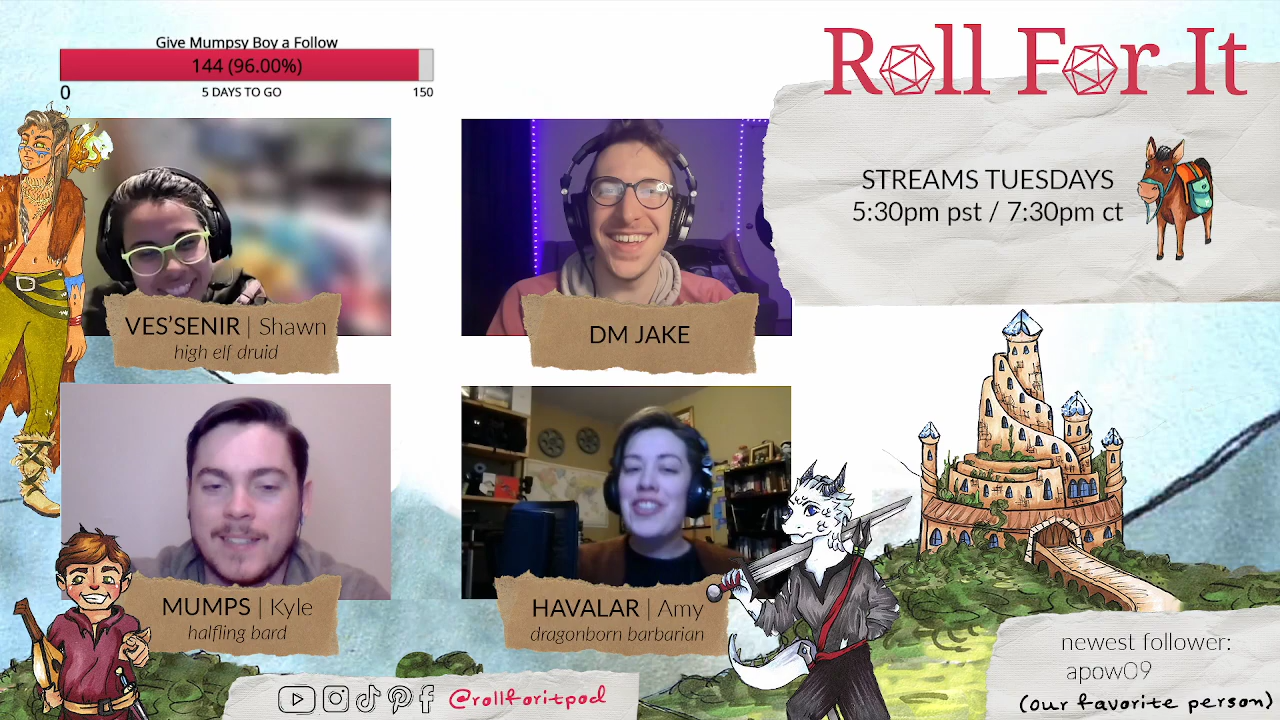 Give Mumpsy Boy a Follow
144 (96.00%)
0
5 DAYS TO GO
150
Roll For It
STREAMS TUESDAYS
5:30pm pst / 7:30pm ct
VES'SENIR | Shawn
high elf druid
DM JAKE
MUMPS | Kyle
halfling bard
HAVALAR | Amy
dragonborn barbarian
@rollforitpod
newest follower:
apow09
(our favorite person)